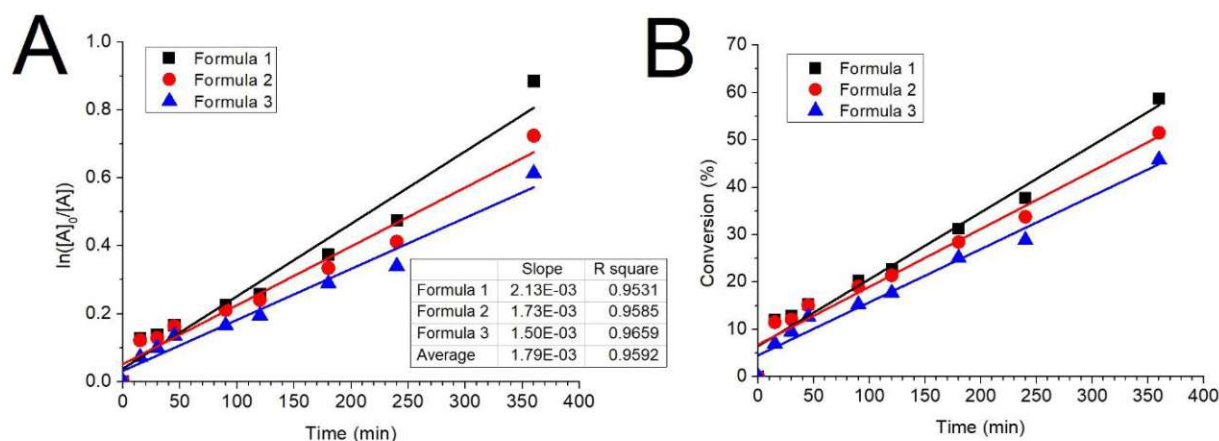 A
1.0
0.8
0.6
0.4
0.2
0.0
ln([A]0/[A])
Formula 1
Formula 2
Formula 3
Slope R square
Formula 1 2.13E-03 0.9531
Formula 2 1.73E-03 0.9585
Formula 3 1.50E-03 0.9659
Average 1.79E-03 0.9592
0 50 100 150 200 250 300 350 400
Time (min)
B
70
60
50
40
30
20
10
0
Conversion (%)
Formula 1
Formula 2
Formula 3
0 50 100 150 200 250 300 350 400
Time (min)